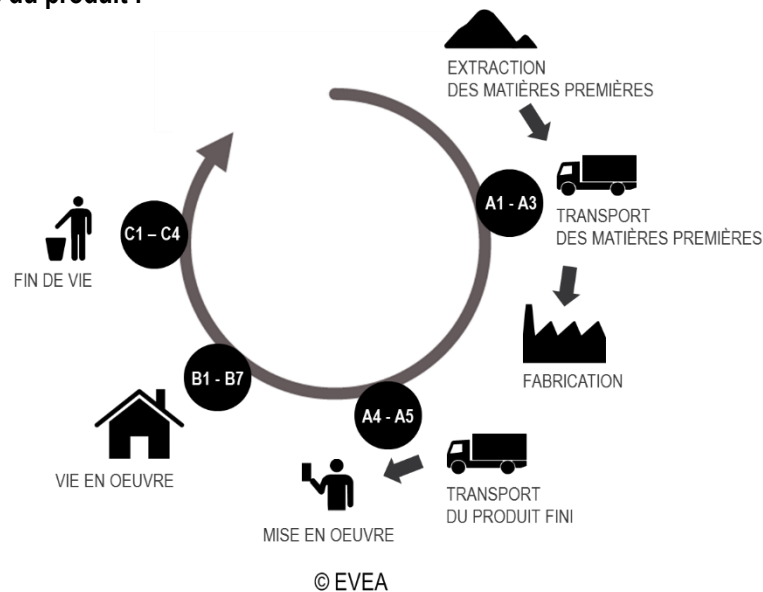 du produit :
EXTRACTION
DES MATIÈRES PREMIÈRES
A1 - A3
TRANSPORT
DES MATIÈRES PREMIÈRES
FABRICATION
A4 - A5
TRANSPORT
DU PRODUIT FINI
MISE EN OEUVRE
B1 - B7
VIE EN OEUVRE
C1 – C4
FIN DE VIE
© EVEA